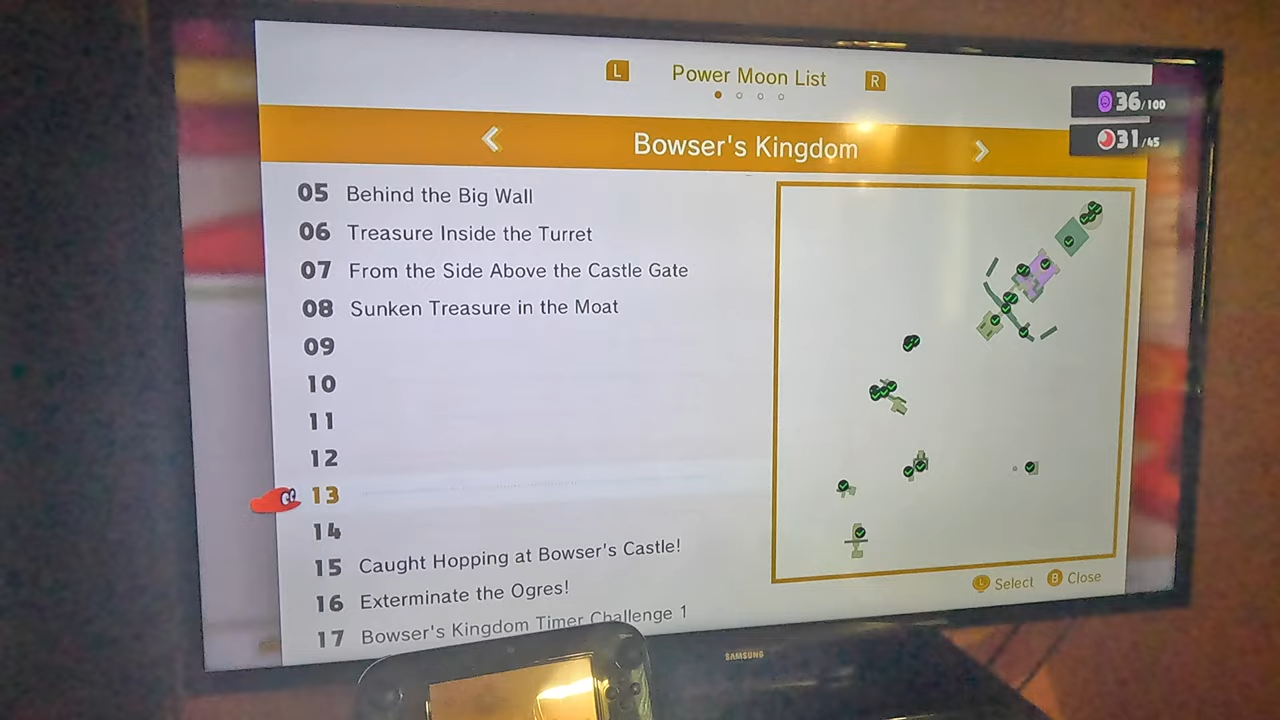 L Power Moon List R
36/100
31/45
Bowser's Kingdom
05 Behind the Big Wall
06 Treasure Inside the Turret
07 From the Side Above the Castle Gate
08 Sunken Treasure in the Moat
09
10
11
12
13
14
15 Caught Hopping at Bowser's Castle!
16 Exterminate the Ogres!
17 Bowser's Kingdom Timer Challenge 1
L Select B Close
SAMSUNG